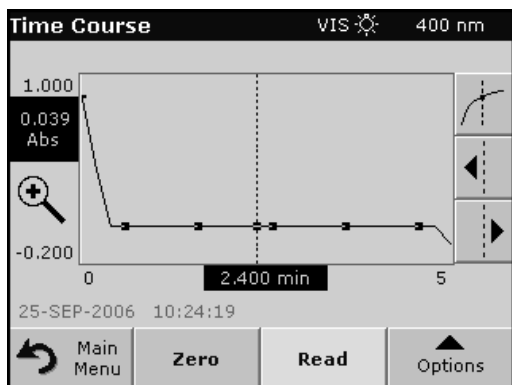 Time Course VIS 400 nm
1.000
0.039
Abs
-0.200
0 2.400 min 5
25-SEP-2006 10:24:19
Main
Menu
Zero
Read
Options